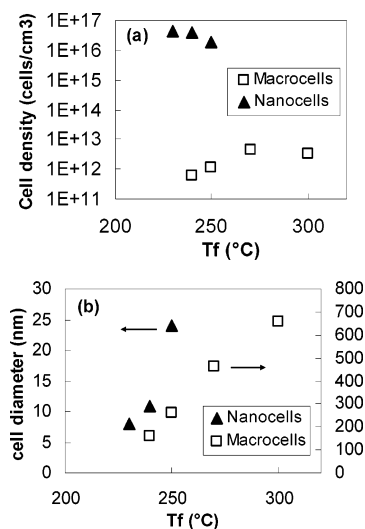 1E+17
1E+16
1E+15
1E+14
1E+13
1E+12
1E+11
Cell density (cells/cm3)
(a)
Macrocells
Nanocells
200 250 300
Tf (°C)
30
25
20
15
10
5
0
cell diameter (nm)
(b)
800
700
600
500
400
300
200
100
0
Nanocells
Macrocells
200 250 300
Tf (°C)